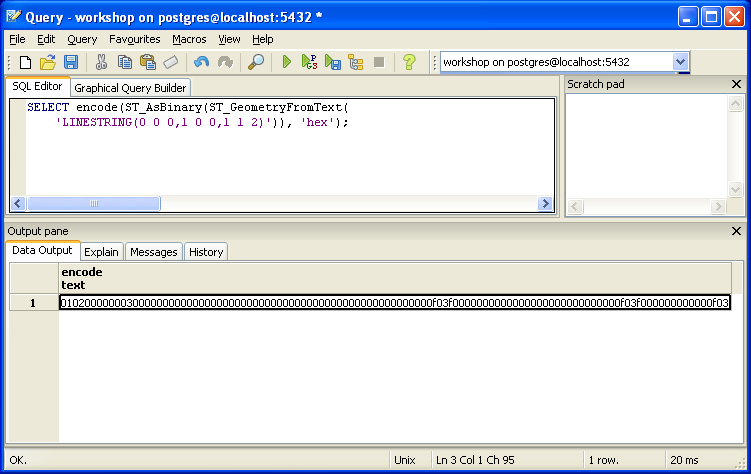 Query - workshop on postgres@localhost:5432 *
File Edit Query Favourites Macros View Help
workshop on postgres@localhost:5432
SQL Editor Graphical Query Builder
SELECT encode(ST_AsBinary(ST_GeometryFromText(
'LINESTRING(0 0 0,1 0 0,1 1 2)')), 'hex');
Scratch pad
Output pane
Data Output Explain Messages History
encode
text
1 01020000000300000000000000000000000000000000000000000000000000f03f0000000000000000000000000000f03f000000000000f03
OK. Unix Ln 3 Col 1 Ch 95 1 row. 20 ms